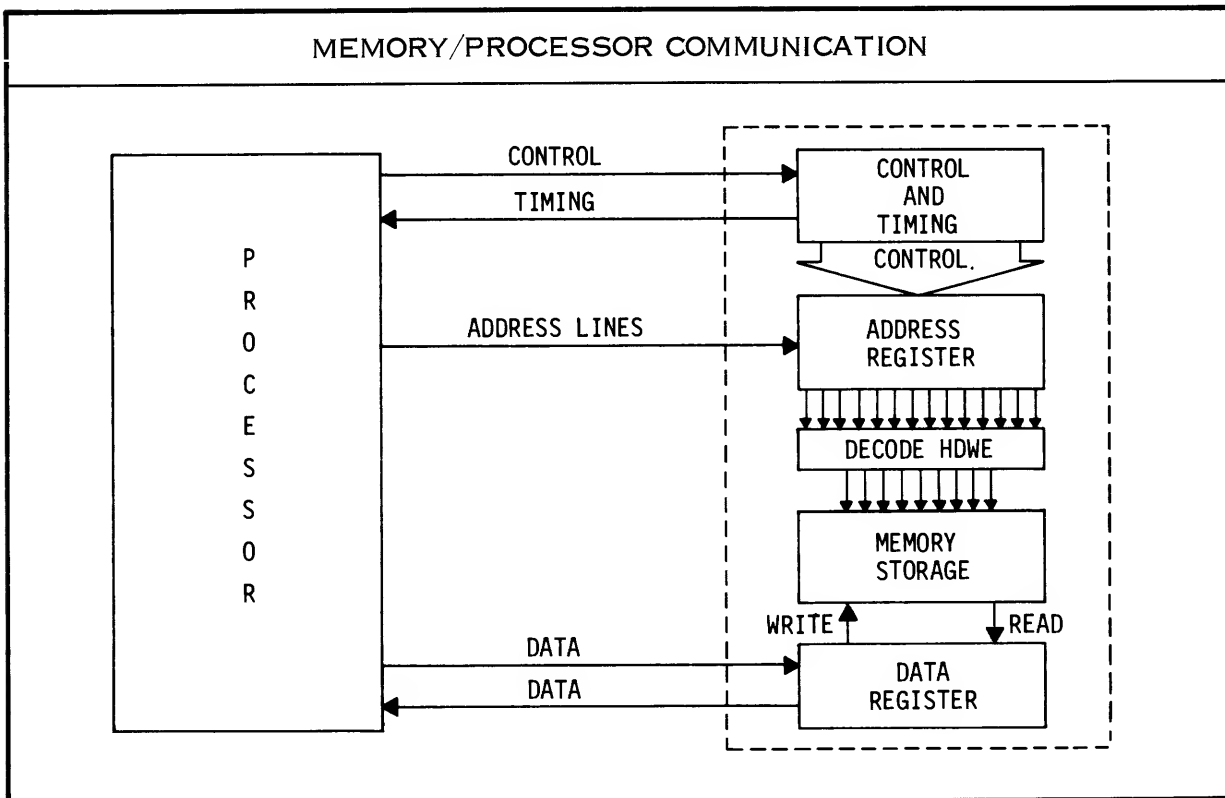 MEMORY/PROCESSOR COMMUNICATION
CONTROL
TIMING
CONTROL
AND
TIMING
CONTROL.
PROCESSOR
ADDRESS LINES
ADDRESS
REGISTER
DECODE HDWE
MEMORY
STORAGE
WRITE
READ
DATA
DATA
DATA
REGISTER